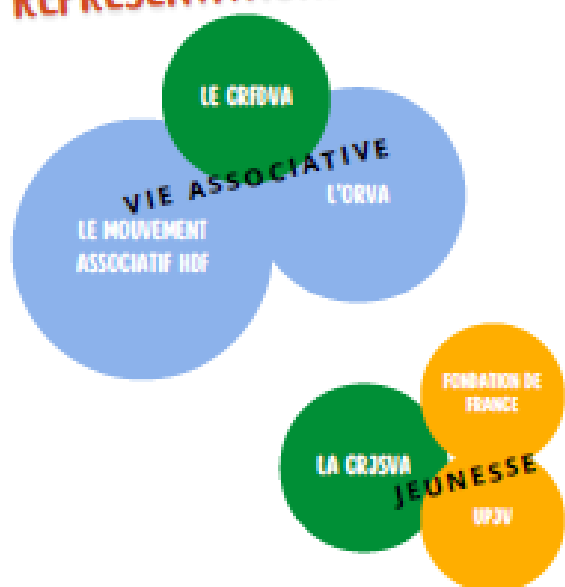 LE CRFDVA
VIE ASSOCIATIVE
L'ORVA
LE MOUVEMENT
ASSOCIATIF HDF
FONDATION DE
FRANCE
LA CRJSVA
JEUNESSE
UPJV